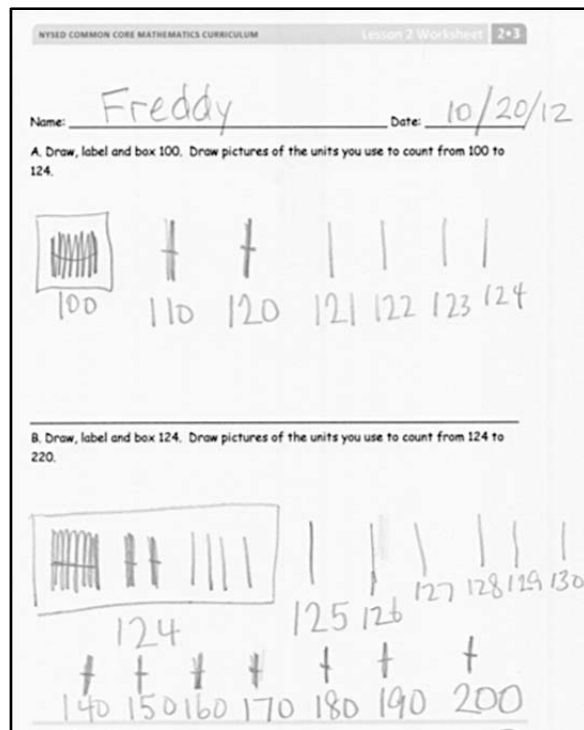 NYSED COMMON CORE MATHEMATICS CURRICULUM Lesson 2 Worksheet 2•3
Name: Freddy Date: 10/20/12
A. Draw, label and box 100. Draw pictures of the units you use to count from 100 to
124.
100 110 120 121 122 123 124
B. Draw, label and box 124. Draw pictures of the units you use to count from 124 to
220.
124 125 126 127 128 129 130
140 150 160 170 180 190 200